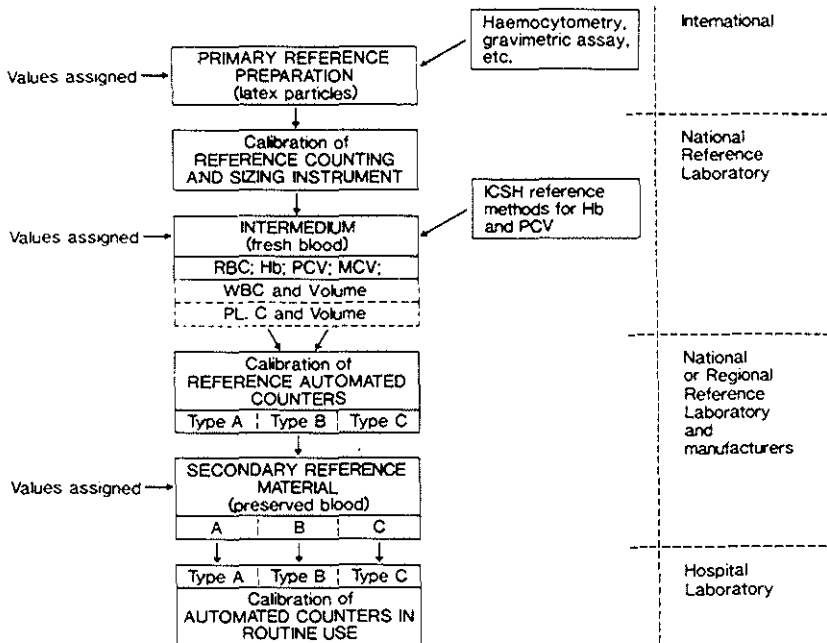 Haemocytometry,
gravimetric assay,
etc.
International
Values assigned
PRIMARY REFERENCE
PREPARATION
(latex particles)
Calibration of
REFERENCE COUNTING
AND SIZING INSTRUMENT
National
Reference
Laboratory
ICSH reference
methods for Hb
and PCV
Values assigned
INTERMEDIUM
(fresh blood)
RBC; Hb; PCV; MCV;
WBC and Volume
PL. C and Volume
Calibration of
REFERENCE AUTOMATED
COUNTERS
Type A Type B Type C
National
or Regional
Reference
Laboratory
and
manufacturers
Values assigned
SECONDARY REFERENCE
MATERIAL
(preserved blood)
A B C
Type A Type B Type C
Calibration of
AUTOMATED COUNTERS IN
ROUTINE USE
Hospital
Laboratory